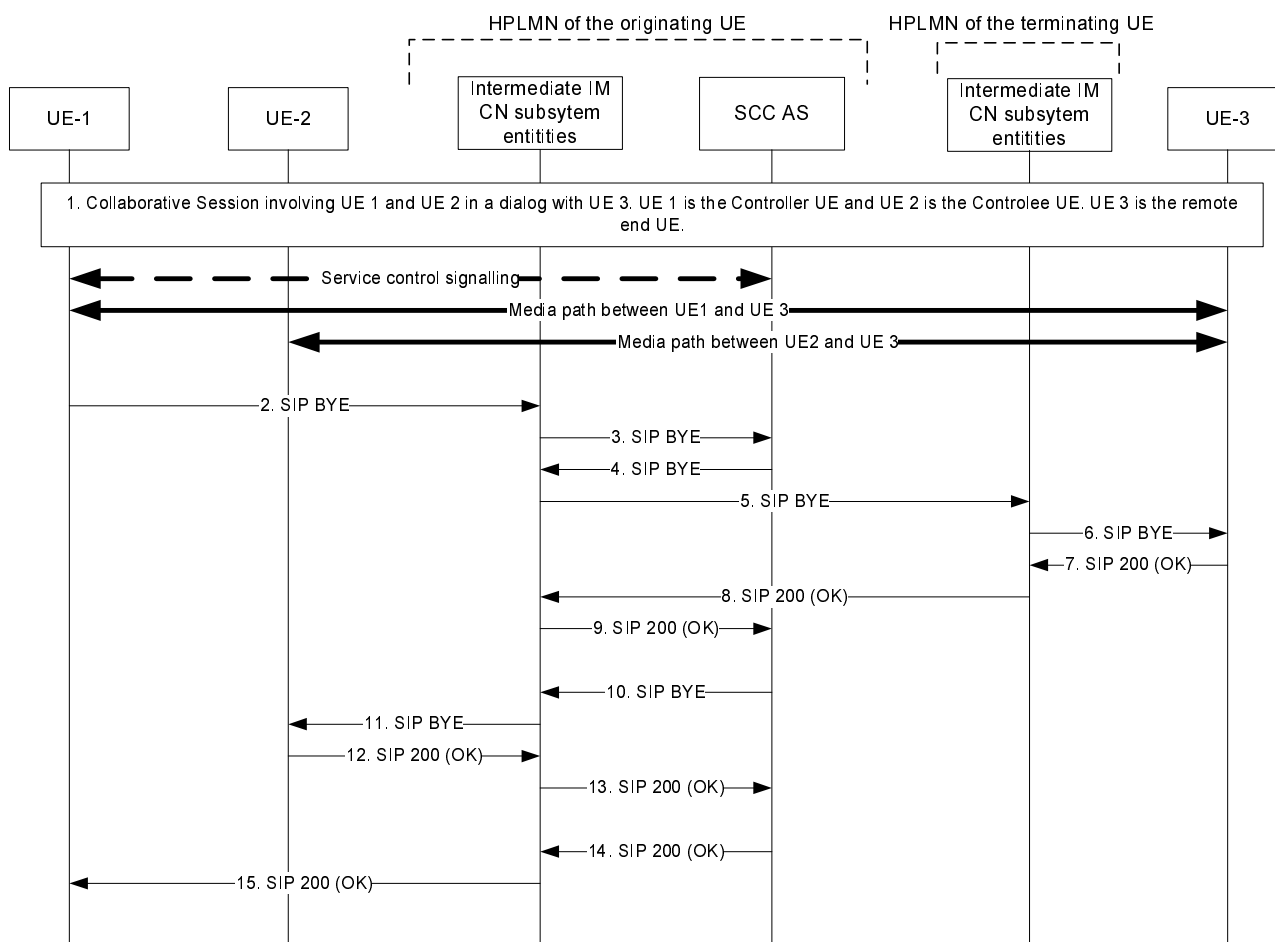 HPLMN of the originating UE
HPLMN of the terminating UE
UE-1
UE-2
Intermediate IM
CN subsytem
entitities
SCC AS
Intermediate IM
CN subsytem
entitities
UE-3
1. Collaborative Session involving UE 1 and UE 2 in a dialog with UE 3. UE 1 is the Controller UE and UE 2 is the Controlee UE. UE 3 is the remote
end UE.
Service control signalling
Media path between UE1 and UE 3
Media path between UE2 and UE 3
2. SIP BYE
3. SIP BYE
4. SIP BYE
5. SIP BYE
6. SIP BYE
7. SIP 200 (OK)
8. SIP 200 (OK)
9. SIP 200 (OK)
10. SIP BYE
11. SIP BYE
12. SIP 200 (OK)
13. SIP 200 (OK)
14. SIP 200 (OK)
15. SIP 200 (OK)